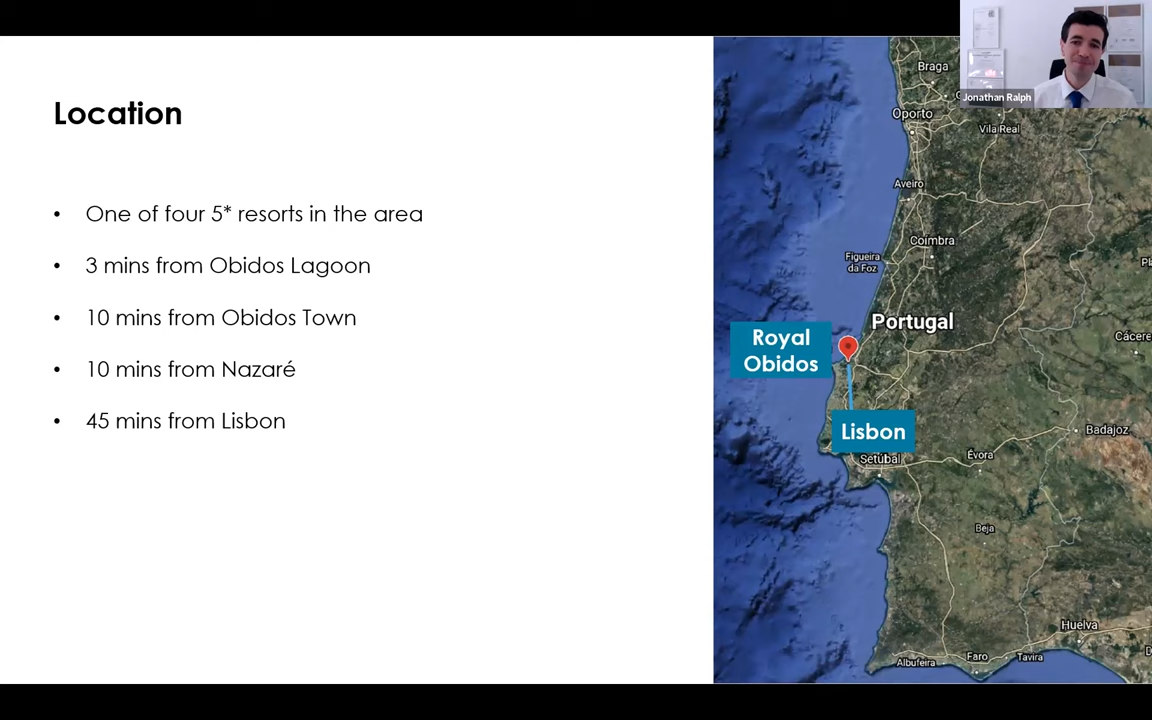 Location
• One of four 5* resorts in the area
• 3 mins from Obidos Lagoon
• 10 mins from Obidos Town
• 10 mins from Nazaré
• 45 mins from Lisbon
Jonathan Ralph
Braga
Oporto
Vila Real
Aveiro
Coimbra
Figueira
da Foz
Portugal
Royal
Obidos
Cácere
Lisbon
Setúbal
Évora
Badajoz
Beja
Huelva
Albufeira
Faro
Tavira